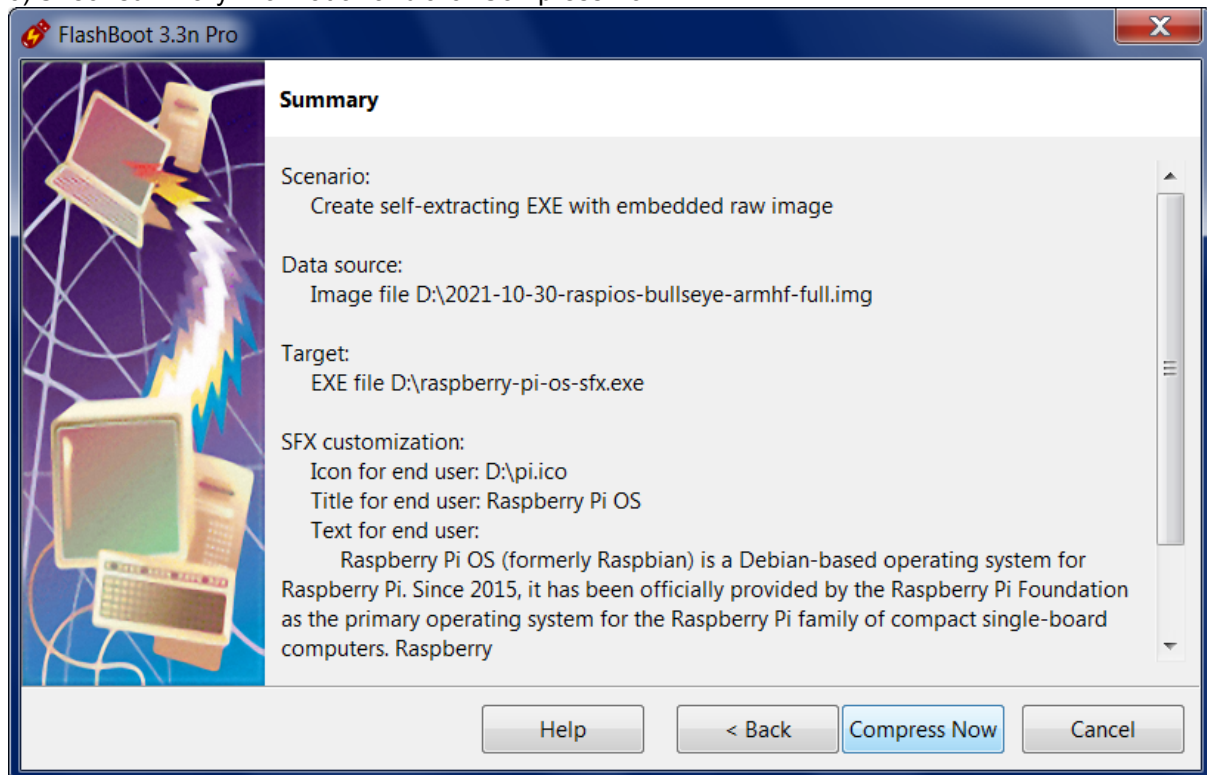 FlashBoot 3.3n Pro
Summary
Scenario:
Create self-extracting EXE with embedded raw image
Data source:
Image file D:\2021-10-30-raspios-bullseye-armhf-full.img
Target:
EXE file D:\raspberry-pi-os-sfx.exe
SFX customization:
Icon for end user: D:\pi.ico
Title for end user: Raspberry Pi OS
Text for end user:
Raspberry Pi OS (formerly Raspbian) is a Debian-based operating system for
Raspberry Pi. Since 2015, it has been officially provided by the Raspberry Pi Foundation
as the primary operating system for the Raspberry Pi family of compact single-board
computers. Raspberry
Help
< Back
Compress Now
Cancel